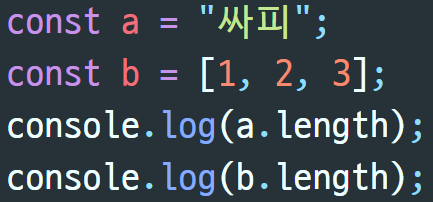 const a = "싸피";
const b = [1, 2, 3];
console.log(a.length);
console.log(b.length);